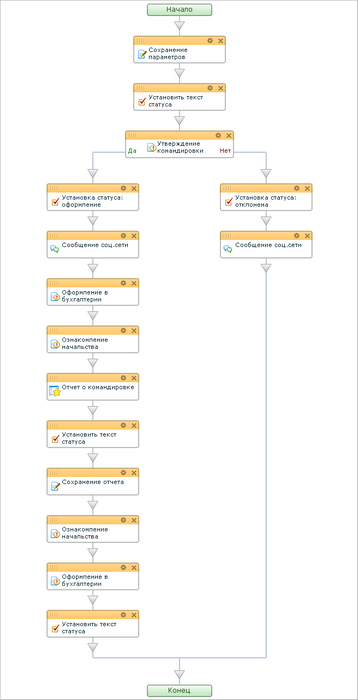 Начало
Сохранение
параметров
Установить текст
статуса
Утверждение
командировки
Да
Нет
Установка статуса:
оформление
Установка статуса:
отклонена
Сообщение соц.сети
Сообщение соц.сети
Оформление в
бухгалтерии
Ознакомление
начальства
Отчет о командировке
Установить текст
статуса
Сохранение отчета
Ознакомление
начальства
Оформление в
бухгалтерии
Установить текст
статуса
Конец